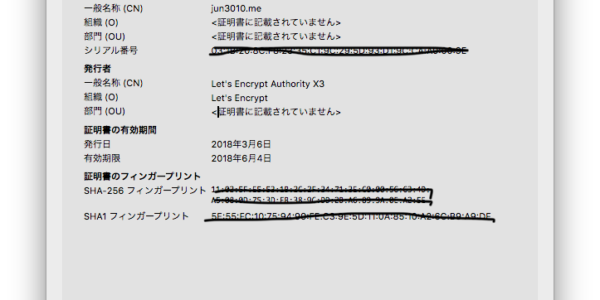 一般名称 (CN) jun3010.me
組織 (O) <証明書に記載されていません>
部門 (OU) <証明書に記載されていません>
シリアル番号
発行者
一般名称 (CN) Let's Encrypt Authority X3
組織 (O) Let's Encrypt
部門 (OU) <証明書に記載されていません>
証明書の有効期間
発行日 2018年3月6日
有効期限 2018年6月4日
証明書のフィンガープリント
SHA-256 フィンガープリント
SHA1 フィンガープリント